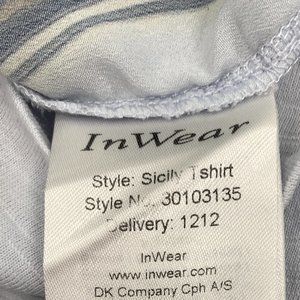 InWear
Style: Sicily Tshirt
Style No. 30103135
Delivery: 1212
InWear
www.inwear.com
DK Company Cph A/S